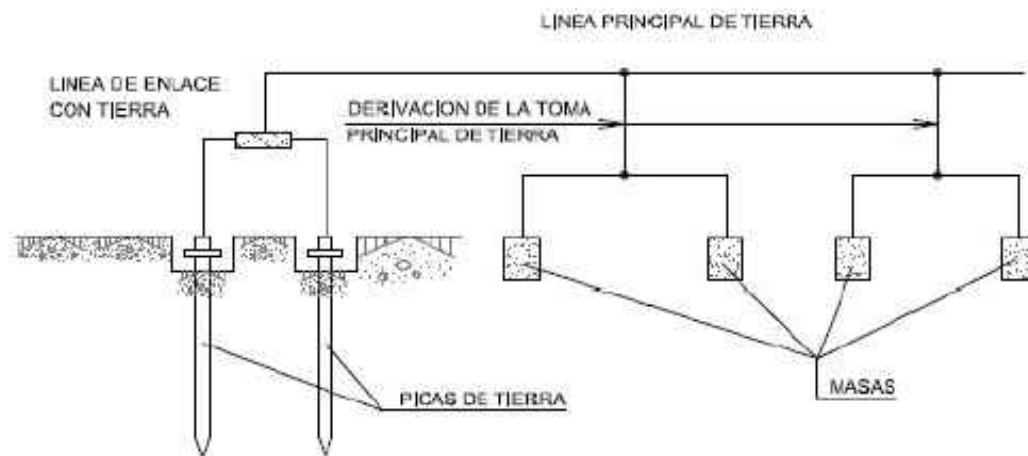 LINEA PRINCIPAL DE TIERRA
LINEA DE ENLACE
CON TIERRA
DERIVACION DE LA TOMA
PRINCIPAL DE TIERRA
PICAS DE TIERRA
MASAS